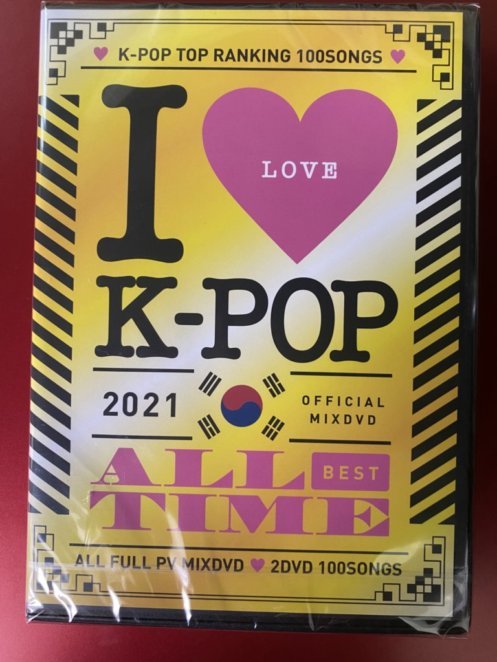 K-POP TOP RANKING 100SONGS
I
LOVE
K-POP
2021
OFFICIAL
MIXDVD
ALL
BEST
TIME
ALL FULL PV MIXDVD
2DVD 100SONGS